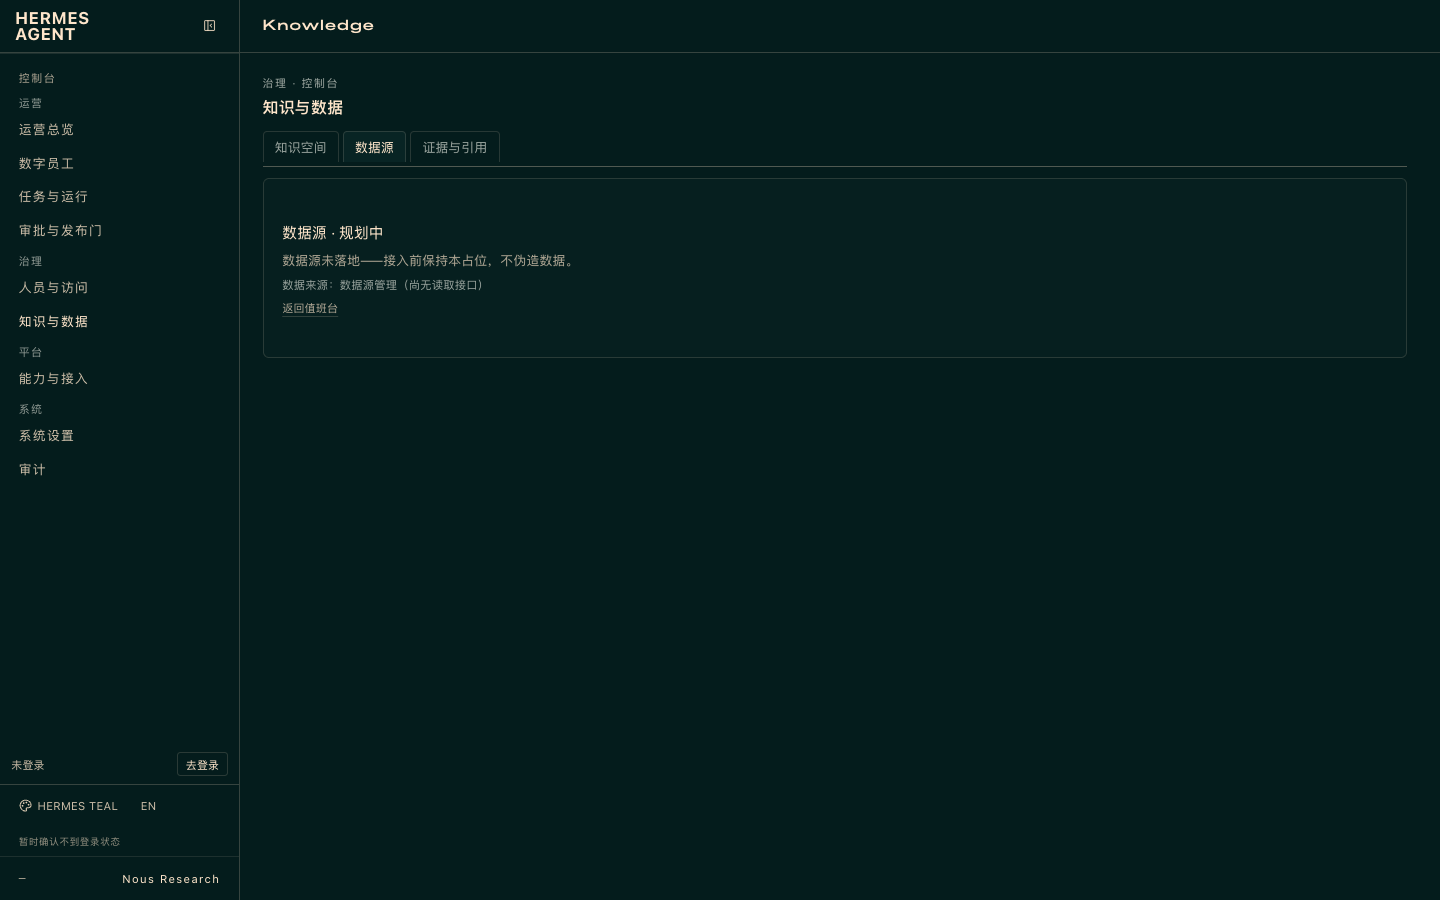 HERMES
AGENT
控制台
运营
运营总览
数字员工
任务与运行
审批与发布门
治理
人员与访问
知识与数据
平台
能力与接入
系统
系统设置
审计
未登录
去登录
HERMES TEAL
EN
暂时确认不到登录状态
—
Nous Research
Knowledge
治理 · 控制台
知识与数据
知识空间
数据源
证据与引用
数据源 · 规划中
数据源未落地——接入前保持本占位，不伪造数据。
数据来源：数据源管理（尚无读取接口）
返回值班台